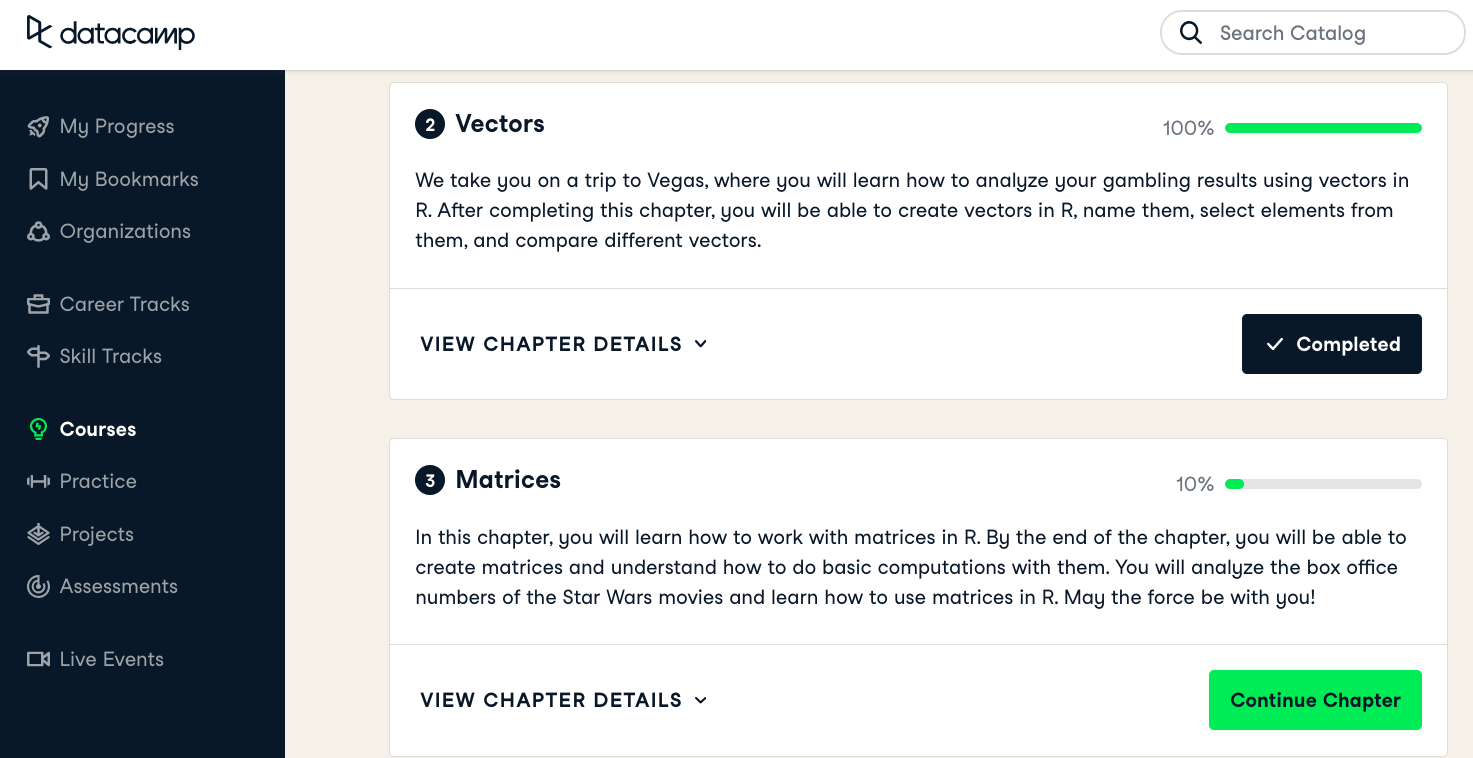 datacamp
Search Catalog
My Progress
My Bookmarks
Organizations
Career Tracks
Skill Tracks
Courses
Practice
Projects
Assessments
Live Events
2 Vectors
100%
We take you on a trip to Vegas, where you will learn how to analyze your gambling results using vectors in
R. After completing this chapter, you will be able to create vectors in R, name them, select elements from
them, and compare different vectors.
VIEW CHAPTER DETAILS
Completed
3 Matrices
10%
In this chapter, you will learn how to work with matrices in R. By the end of the chapter, you will be able to
create matrices and understand how to do basic computations with them. You will analyze the box office
numbers of the Star Wars movies and learn how to use matrices in R. May the force be with you!
VIEW CHAPTER DETAILS
Continue Chapter